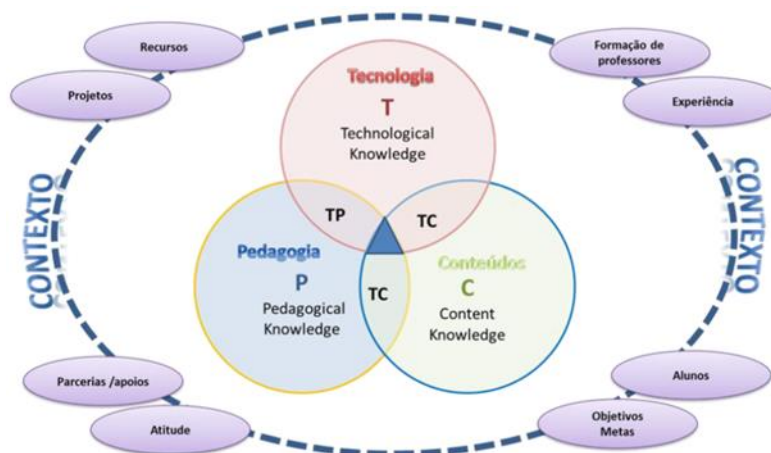 Recursos
Projetos
Formação de
professores
Experiência
Tecnologia
T
Technological
Knowledge
CONTEXTO
CONTEXTO
TP
TC
Pedagogia
P
Pedagogical
Knowledge
TC
Conteúdos
C
Content
Knowledge
Parcerias /apoios
Atitude
Alunos
Objetivos
Metas